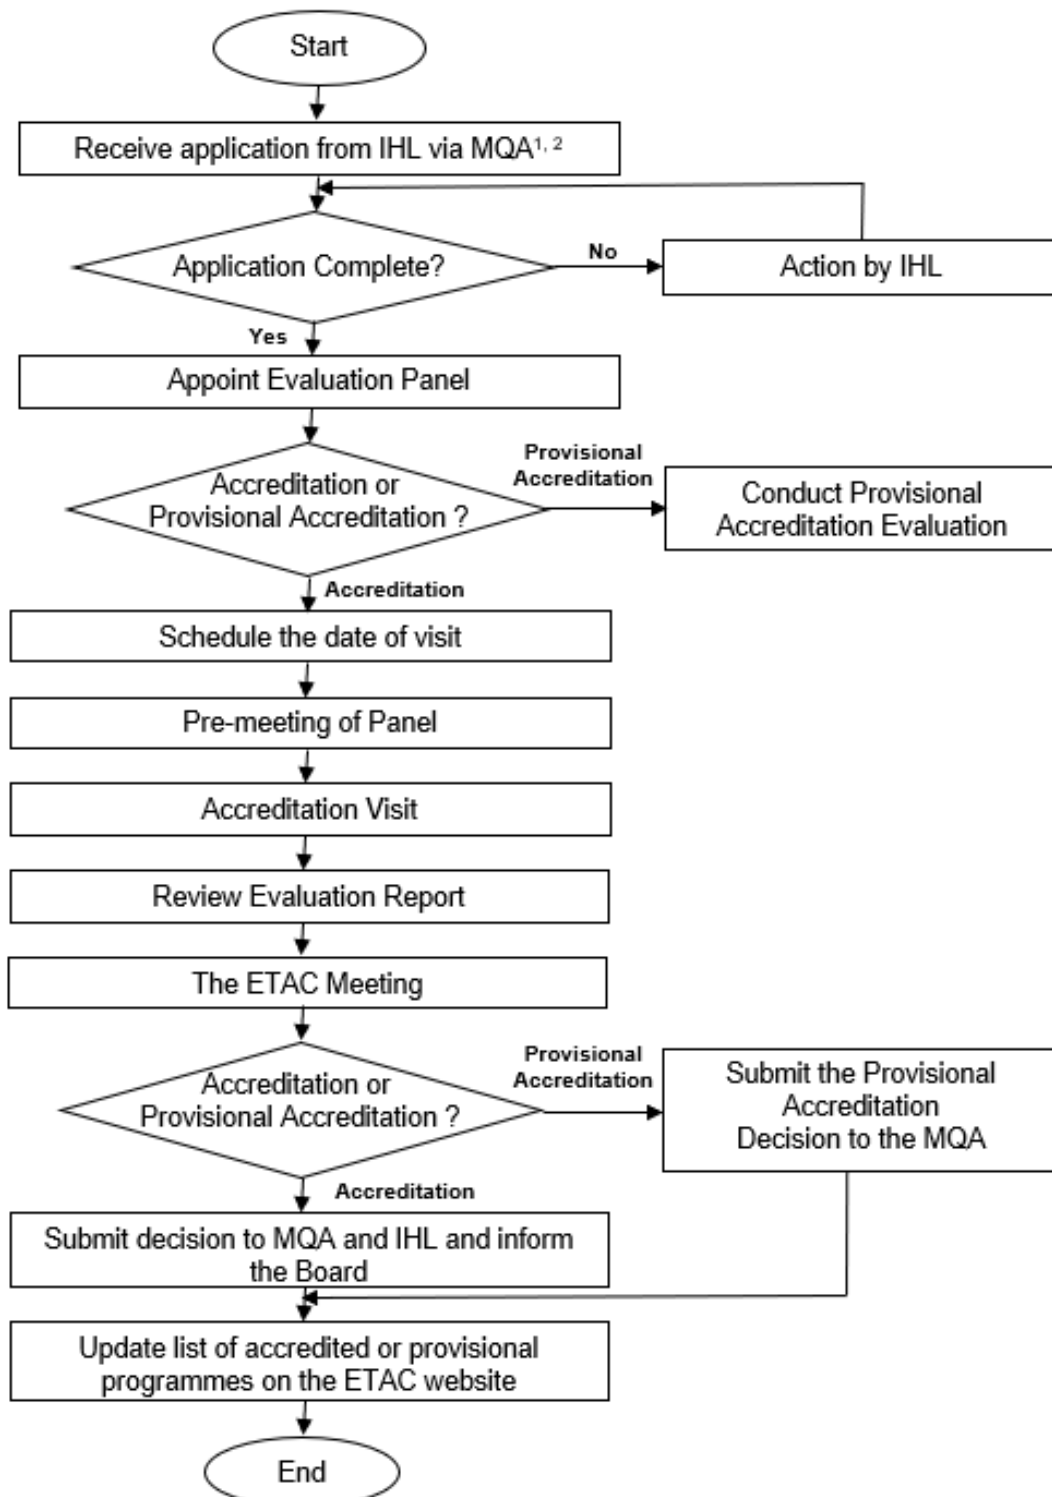 Start
Receive application from IHL via MQA¹, ²
Application Complete?
No
Action by IHL
Yes
Appoint Evaluation Panel
Accreditation or
Provisional Accreditation ?
Provisional
Accreditation
Conduct Provisional
Accreditation Evaluation
Accreditation
Schedule the date of visit
Pre-meeting of Panel
Accreditation Visit
Review Evaluation Report
The ETAC Meeting
Accreditation or
Provisional Accreditation ?
Provisional
Accreditation
Submit the Provisional
Accreditation
Decision to the MQA
Accreditation
Submit decision to MQA and IHL and inform
the Board
Update list of accredited or provisional
programmes on the ETAC website
End